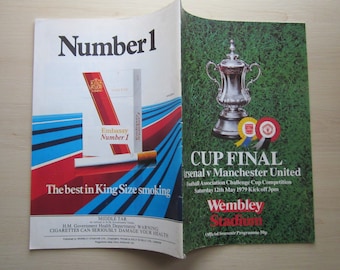 Number 1
Embassy
Number 1
The best in King Size smoking
MIDDLE TAR
H.M. Government Health Departments' WARNING:
CIGARETTES CAN SERIOUSLY DAMAGE YOUR HEALTH
CUP FINAL
Arsenal v Manchester United
Football Association Challenge Cup Competition
Saturday 12th May 1979 Kick-off 3pm
Wembley
Stadium
Official Souvenir Programme